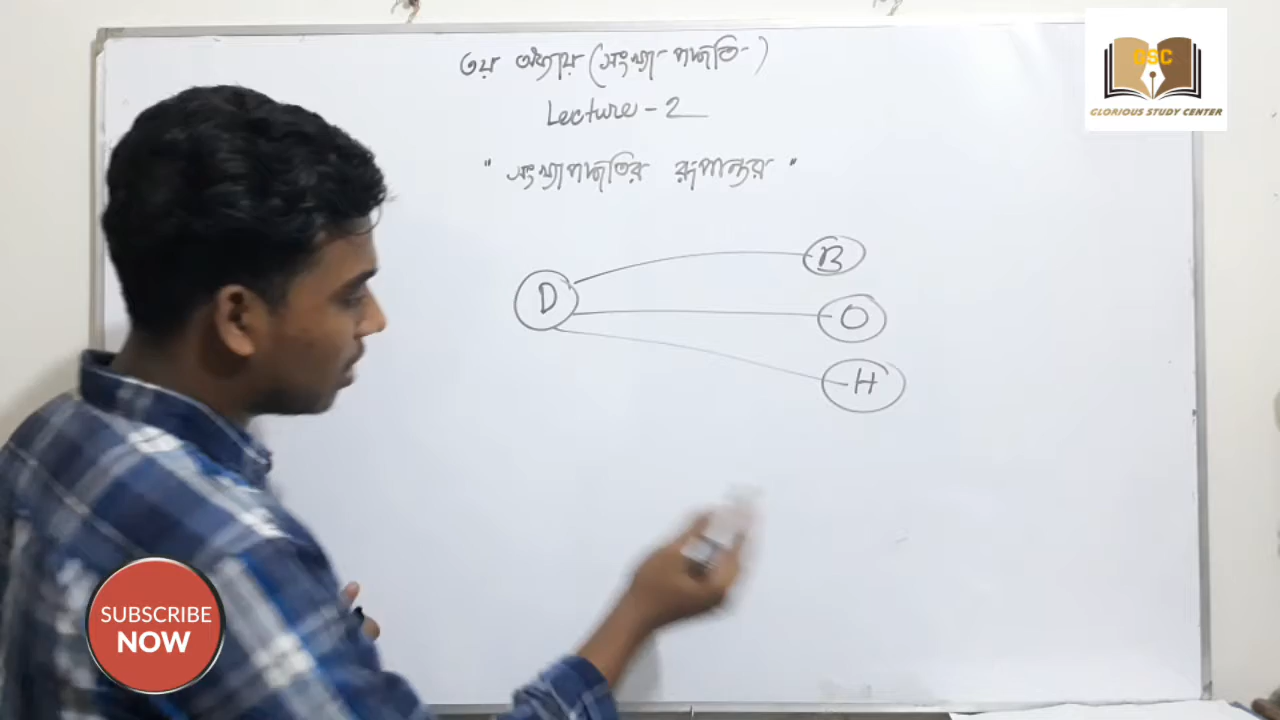 ৩য় অধ্যায় (সংখ্যা পদ্ধতি)
Lecture - 2
" সংখ্যাপদ্ধতির রূপান্তর "
D
B
O
H
GSC
GLORIOUS STUDY CENTER
SUBSCRIBE
NOW